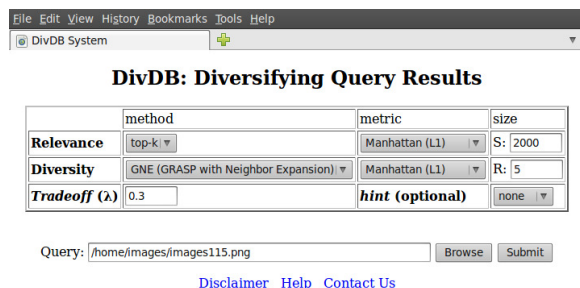 File Edit View History Bookmarks Tools Help
DivDB System
DivDB: Diversifying Query Results
method metric size
Relevance top-k Manhattan (L1) S: 2000
Diversity GNE (GRASP with Neighbor Expansion) Manhattan (L1) R: 5
Tradeoff (λ) 0.3 hint (optional) none
Query: /home/images/images115.png Browse Submit
Disclaimer Help Contact Us